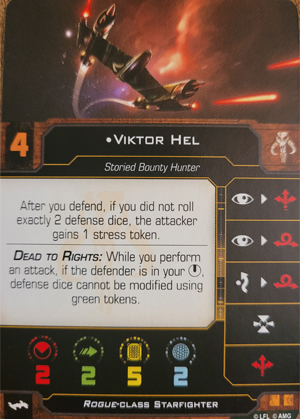 4
•Viktor Hel
Storied Bounty Hunter
After you defend, if you did not roll
exactly 2 defense dice, the attacker
gains 1 stress token.
Dead to Rights: While you perform
an attack, if the defender is in your
defense dice cannot be modified using
green tokens.
2 2 5 2
Rogue-class Starfighter
© LFL © AMG